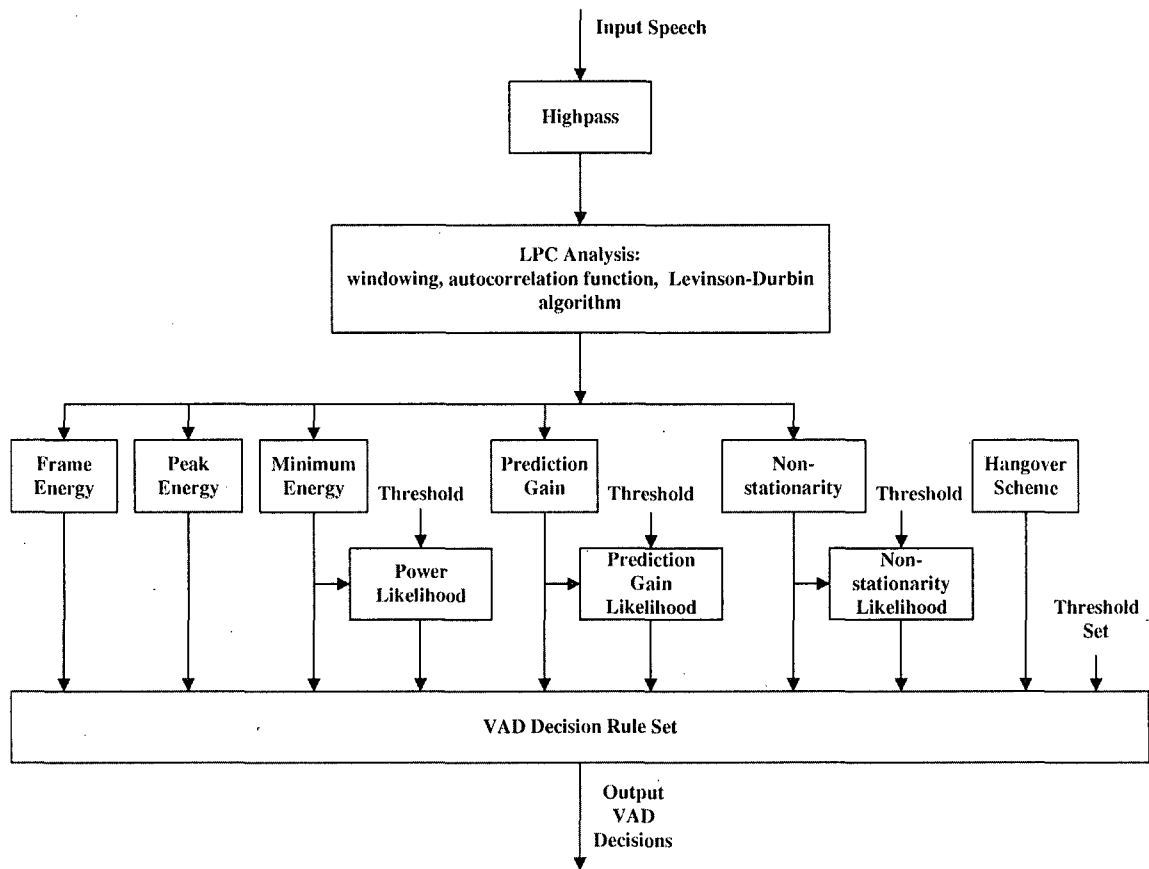 Input Speech
Highpass
LPC Analysis:
windowing, autocorrelation function, Levinson-Durbin
algorithm
Frame
Energy
Peak
Energy
Minimum
Energy
Prediction
Gain
Non-
stationarity
Hangover
Scheme
Threshold
Threshold
Threshold
Power
Likelihood
Prediction
Gain
Likelihood
Non-
stationarity
Likelihood
Threshold
Set
VAD Decision Rule Set
Output
VAD
Decisions